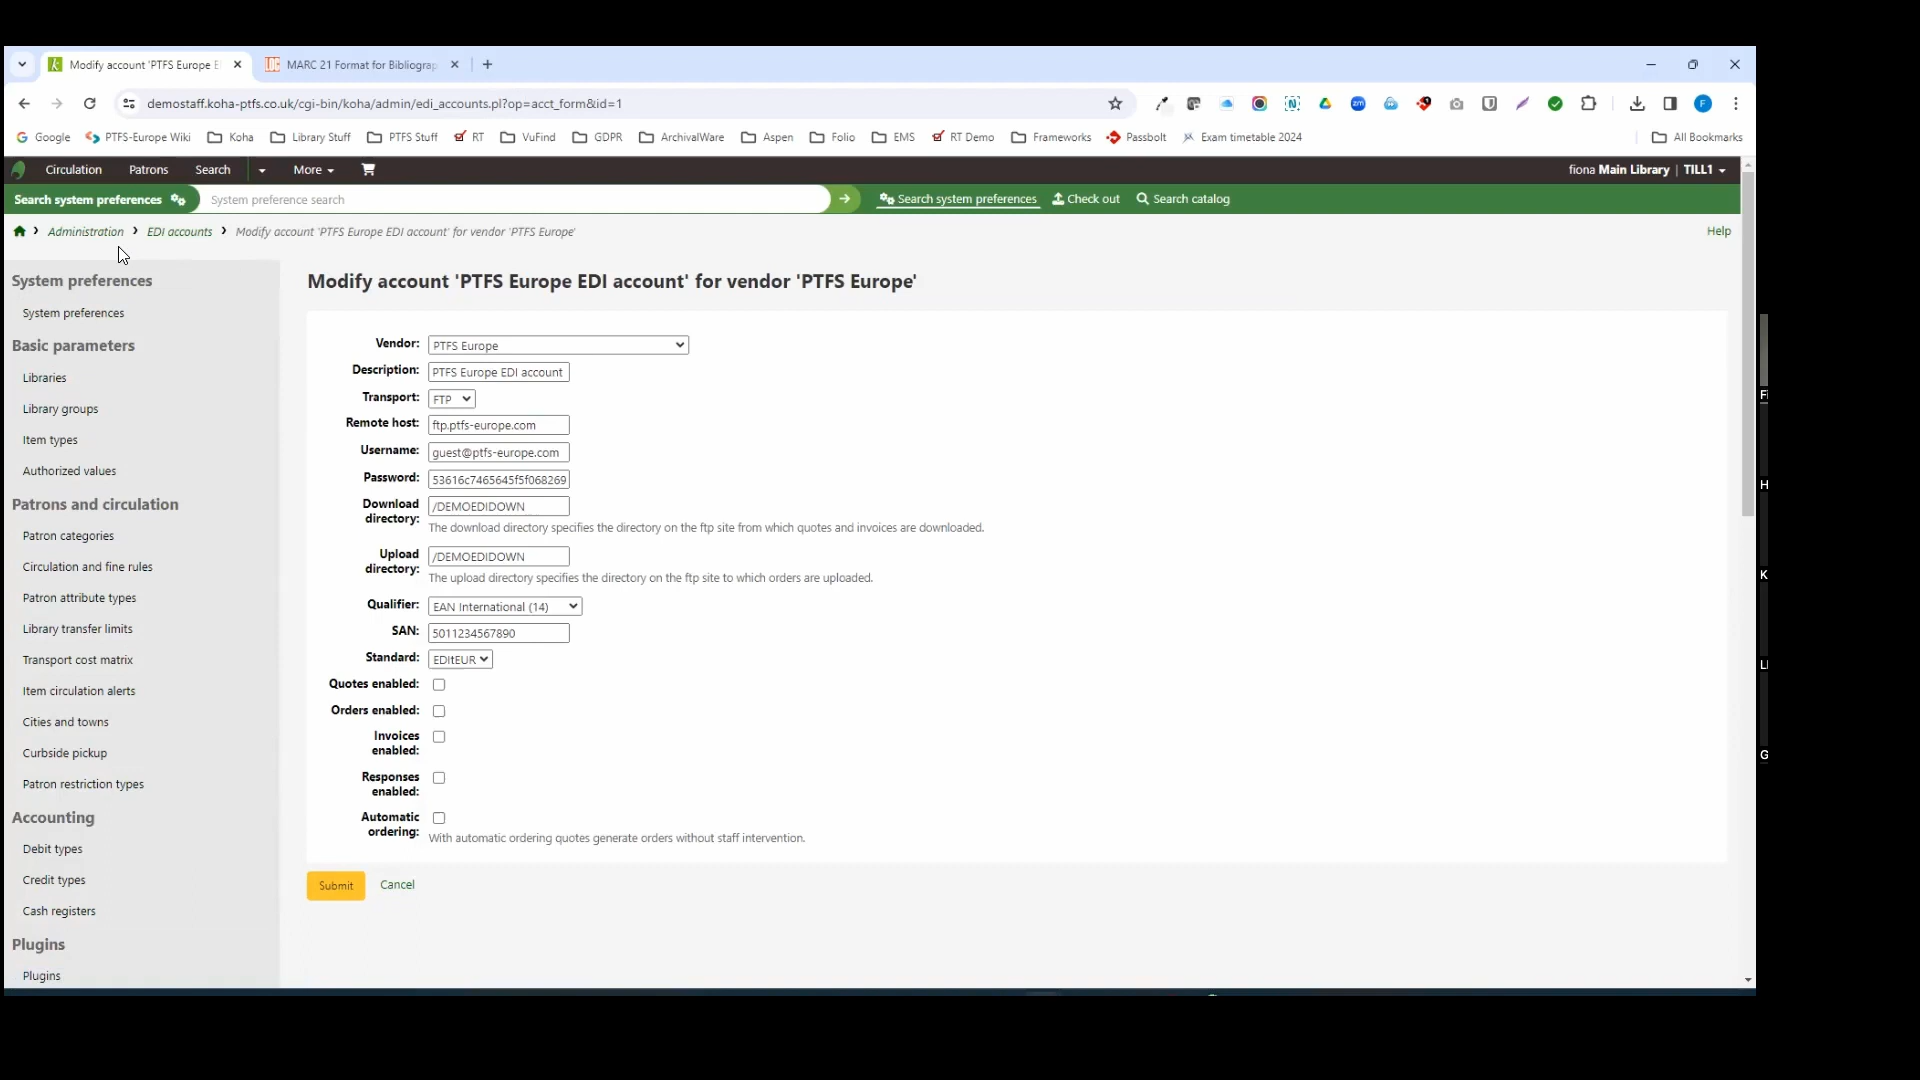 Modify account 'PTFS Europe E
MARC 21 Format for Bibliograp
demostaff.koha-ptfs.co.uk/cgi-bin/koha/admin/edi_accounts.pl?op=acct_form&id=1
Google PTFS-Europe Wiki Koha Library Stuff PTFS Stuff RT VuFind GDPR ArchivalWare Aspen Folio EMS RT Demo Frameworks Passbolt Exam timetable 2024 All Bookmarks
Circulation Patrons Search More fiona Main Library | TILL1
Search system preferences System preference search Search system preferences Check out Search catalog
Administration EDI accounts Modify account 'PTFS Europe EDI account' for vendor 'PTFS Europe' Help
System preferences
System preferences
Basic parameters
Libraries
Library groups
Item types
Authorized values
Patrons and circulation
Patron categories
Circulation and fine rules
Patron attribute types
Library transfer limits
Transport cost matrix
Item circulation alerts
Cities and towns
Curbside pickup
Patron restriction types
Accounting
Debit types
Credit types
Cash registers
Plugins
Plugins
Modify account 'PTFS Europe EDI account' for vendor 'PTFS Europe'
Vendor: PTFS Europe
Description: PTFS Europe EDI account
Transport: FTP
Remote host: ftp.ptfs-europe.com
Username: guest@ptfs-europe.com
Password: 53616c7465645f5f068269
Download directory: /DEMOEDIDOWN
The download directory specifies the directory on the ftp site from which quotes and invoices are downloaded.
Upload directory: /DEMOEDIDOWN
The upload directory specifies the directory on the ftp site to which orders are uploaded.
Qualifier: EAN International (14)
SAN: 5011234567890
Standard: EDItEUR
Quotes enabled:
Orders enabled:
Invoices enabled:
Responses enabled:
Automatic ordering:
With automatic ordering quotes generate orders without staff intervention.
Submit Cancel